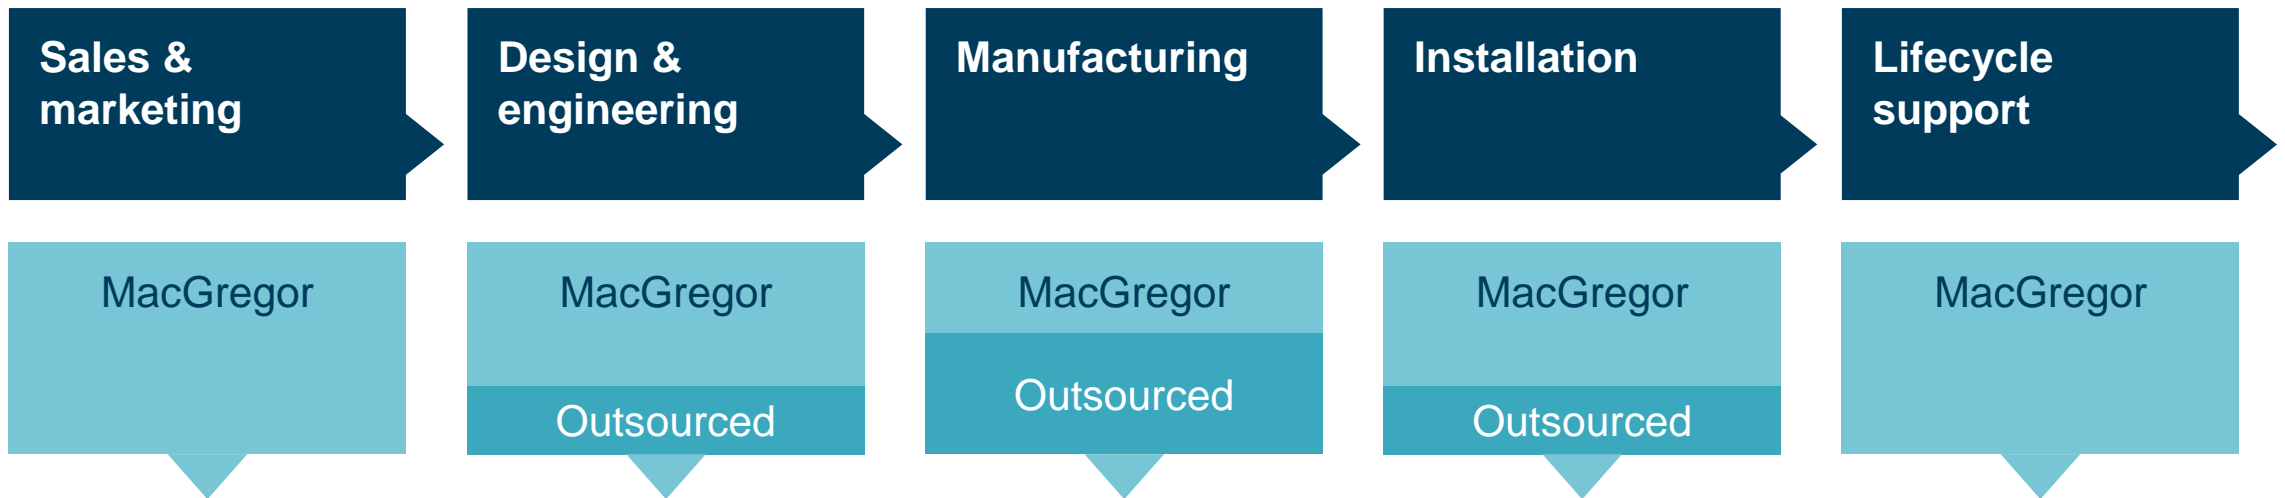 Sales &
marketing
Design &
engineering
Manufacturing
Installation
Lifecycle
support
MacGregor
MacGregor
Outsourced
MacGregor
Outsourced
MacGregor
Outsourced
MacGregor